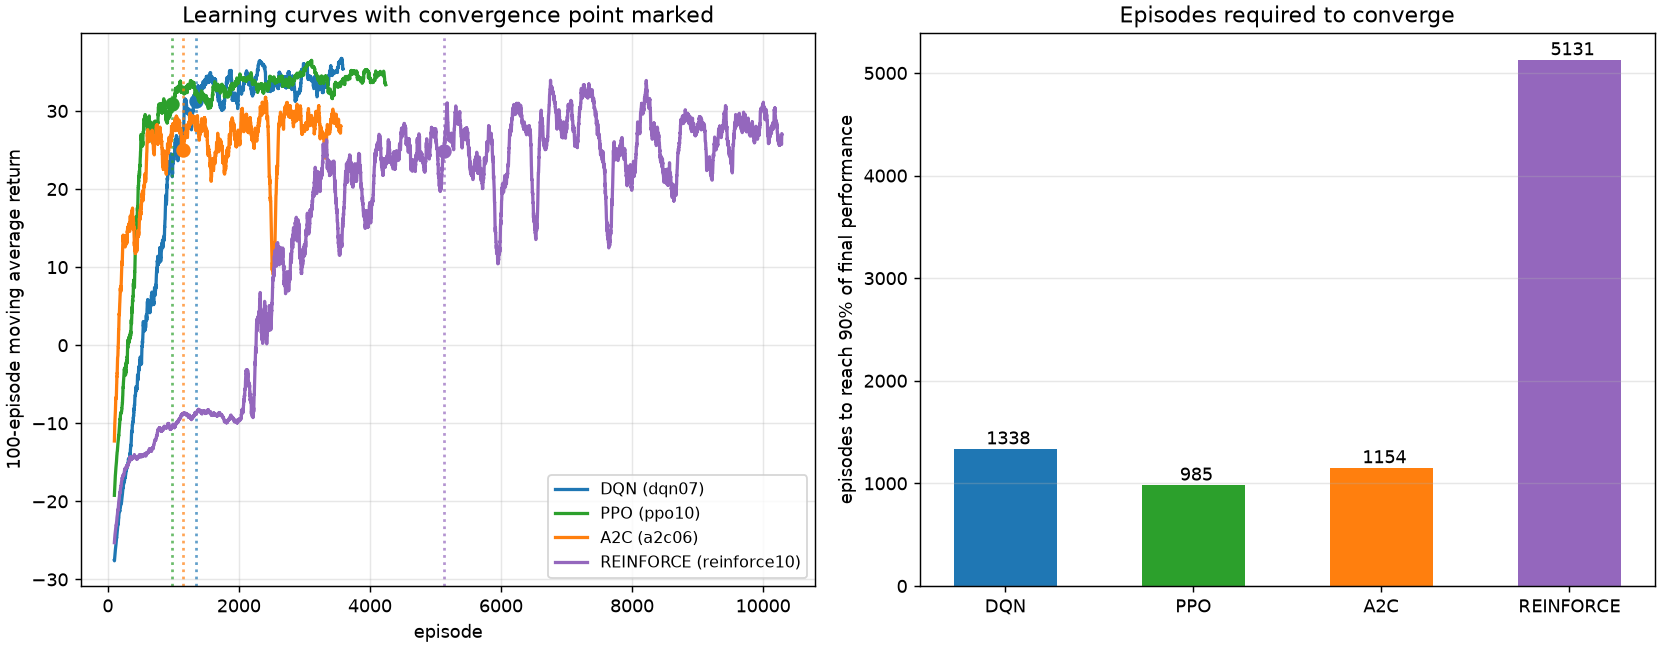 Learning curves with convergence point marked
100-episode moving average return
30
20
10
0
−10
−20
−30
0
2000
4000
6000
8000
10000
episode
DQN (dqn07)
PPO (ppo10)
A2C (a2c06)
REINFORCE (reinforce10)
Episodes required to converge
episodes to reach 90% of final performance
5000
4000
3000
2000
1000
0
1338
985
1154
5131
DQN
PPO
A2C
REINFORCE